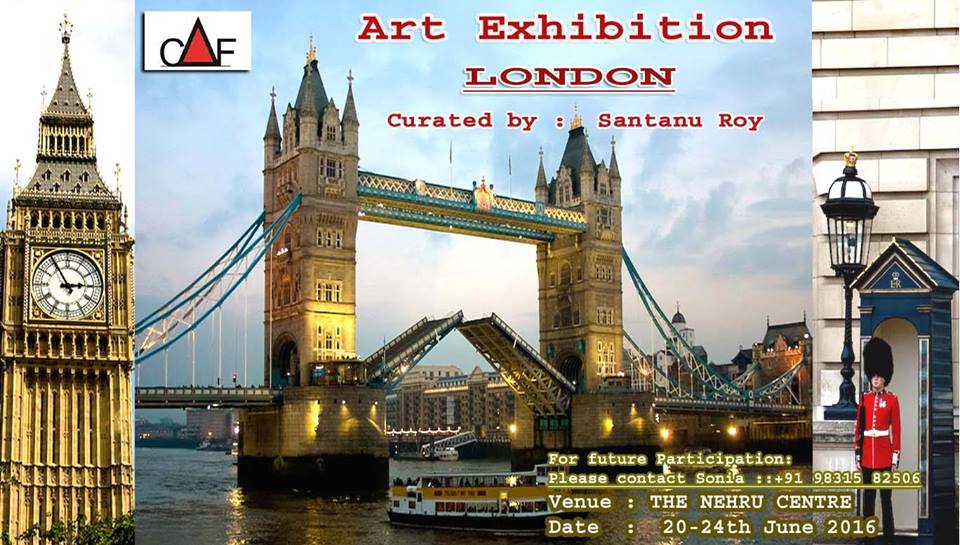 CAF
Art Exhibition
LONDON
Curated by : Santanu Roy
For future Participation:
Please contact Sonia ::+91 98315 82506
Venue : THE NEHRU CENTRE
Date : 20-24th June 2016